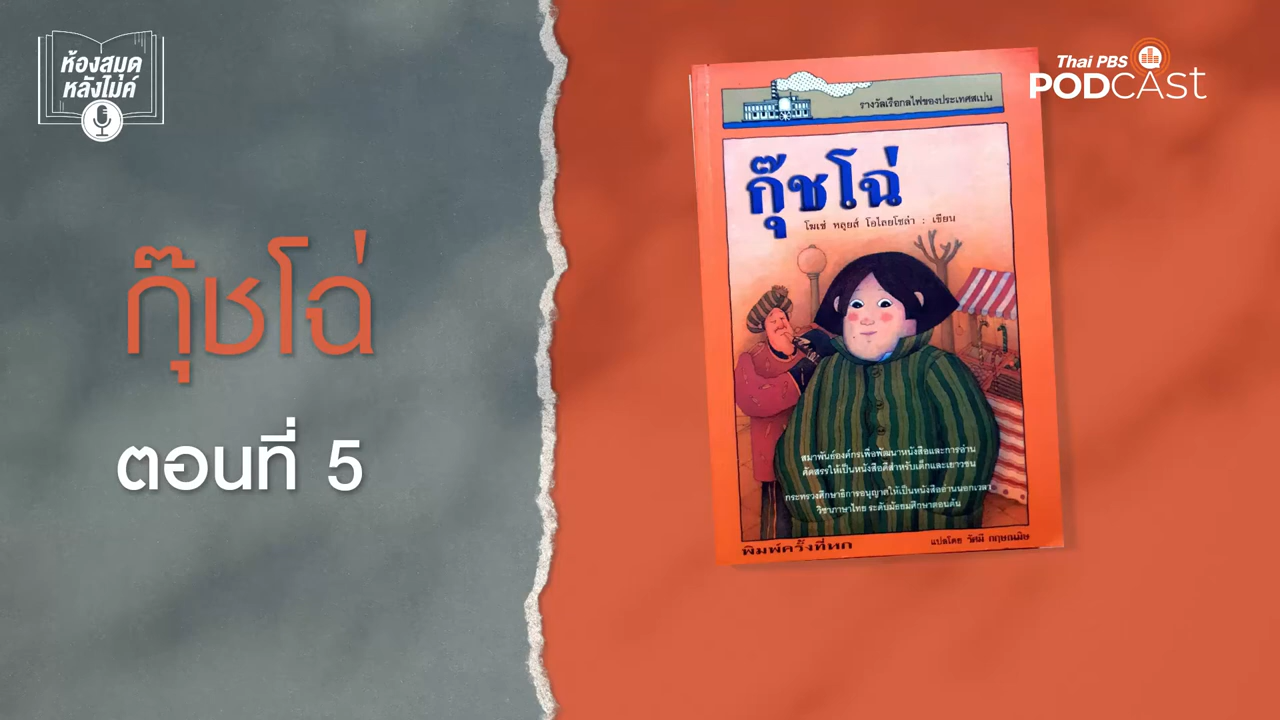 ห้องสมุด
หลังไมค์
Thai PBS
PODCAST
กุ๊ชโฉ่
ตอนที่ 5
รางวัลเรือกลไฟของประเทศสเปน
กุ๊ชโฉ่
โฆเซ่ หลุยส์ โอไลยโซล่า : เขียน
สมาพันธ์องค์กรเพื่อพัฒนาหนังสือและการอ่าน
คัดสรรให้เป็นหนังสือดีสำหรับเด็กและเยาวชน
กระทรวงศึกษาธิการอนุญาตให้เป็นหนังสืออ่านนอกเวลา
วิชาภาษาไทย ระดับมัธยมศึกษาตอนต้น
พิมพ์ครั้งที่หก
แปลโดย รัศมี กฤษณมิษ